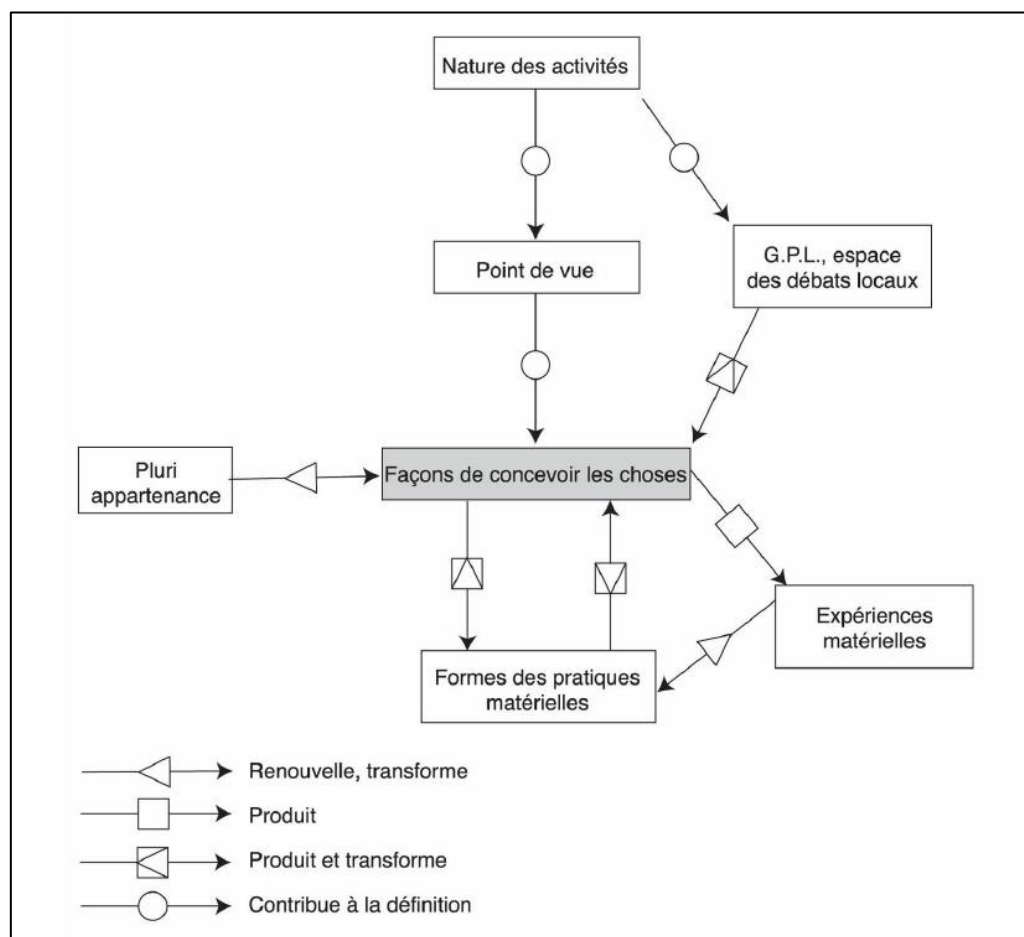 Nature des activités
Point de vue
G.P.L., espace
des débats locaux
Pluri
appartenance
Façons de concevoir les choses
Expériences
matérielles
Formes des pratiques
matérielles
Renouvelle, transforme
Produit
Produit et transforme
Contribue à la définition